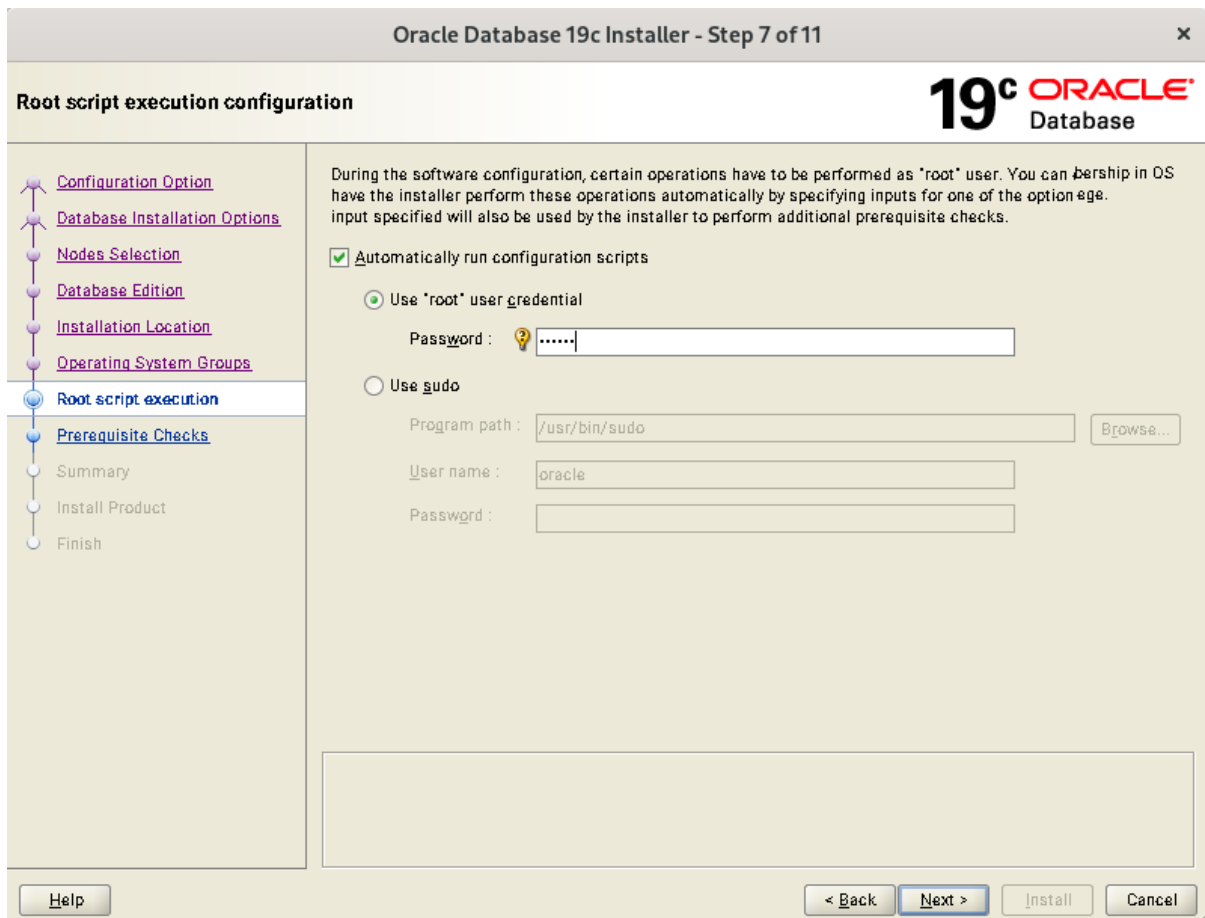 Oracle Database 19c Installer - Step 7 of 11
Root script execution configuration
19c ORACLE
Database
Configuration Option
Database Installation Options
Nodes Selection
Database Edition
Installation Location
Operating System Groups
Root script execution
Prerequisite Checks
Summary
Install Product
Finish
During the software configuration, certain operations have to be performed as "root" user. You can bership in OS
have the installer perform these operations automatically by specifying inputs for one of the option ege.
input specified will also be used by the installer to perform additional prerequisite checks.
Automatically run configuration scripts
Use "root" user credential
Password :
••••••
Use sudo
Program path :
/usr/bin/sudo
Browse...
User name :
oracle
Password :
Help
< Back
Next >
Install
Cancel